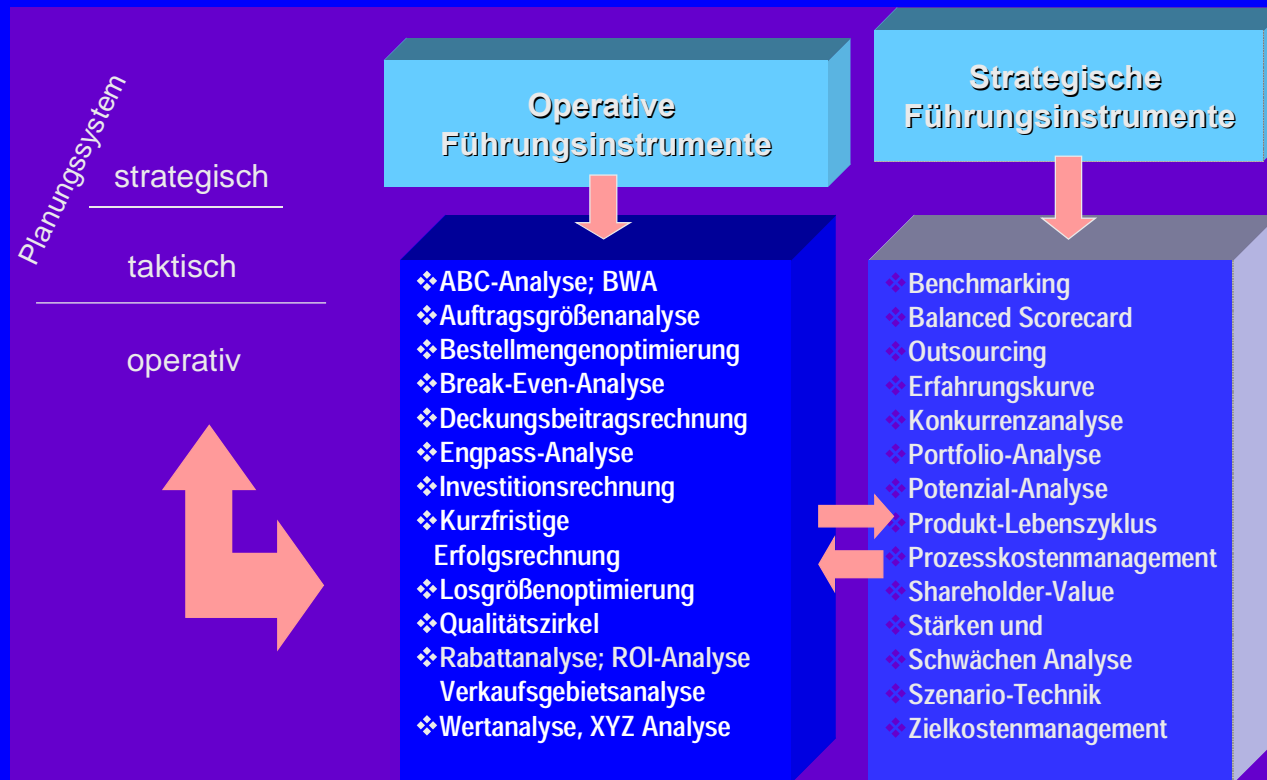 Planungssystem
strategisch
taktisch
operativ
Operative
Führungsinstrumente
❖ABC-Analyse; BWA
❖Auftragsgrößenanalyse
❖Bestellmengenoptimierung
❖Break-Even-Analyse
❖Deckungsbeitragsrechnung
❖Engpass-Analyse
❖Investitionsrechnung
❖Kurzfristige
Erfolgsrechnung
❖Losgrößenoptimierung
❖Qualitätszirkel
❖Rabattanalyse; ROI-Analyse
Verkaufsgebietsanalyse
❖Wertanalyse, XYZ Analyse
Strategische
Führungsinstrumente
❖Benchmarking
❖Balanced Scorecard
❖Outsourcing
❖Erfahrungskurve
❖Konkurrenzanalyse
❖Portfolio-Analyse
❖Potenzial-Analyse
❖Produkt-Lebenszyklus
❖Prozesskostenmanagement
❖Shareholder-Value
❖Stärken und
❖Schwächen Analyse
❖Szenario-Technik
❖Zielkostenmanagement